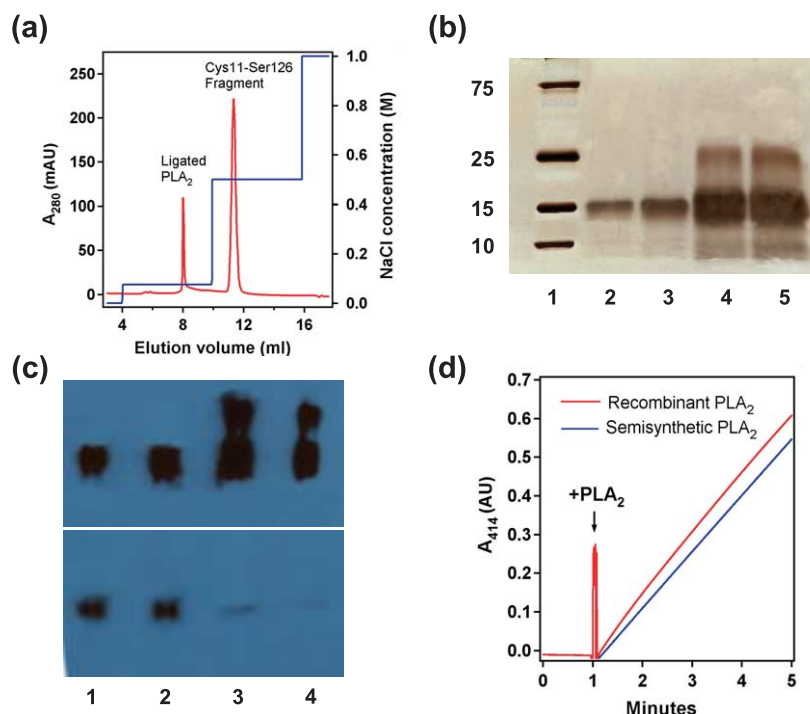 (a)
250
200
150
100
50
0
A280 (mAU)
4 8 12 16
Elution volume (ml)
1.0
0.8
0.6
0.4
0.2
0.0
NaCl concentration (M)
Cys11-Ser126
Fragment
Ligated
PLA2
(b)
75
25
15
10
1 2 3 4 5
(c)
1 2 3 4
(d)
0.7
0.6
0.5
0.4
0.3
0.2
0.1
0.0
A414 (AU)
Recombinant PLA2
Semisynthetic PLA2
+PLA2
0 1 2 3 4 5
Minutes